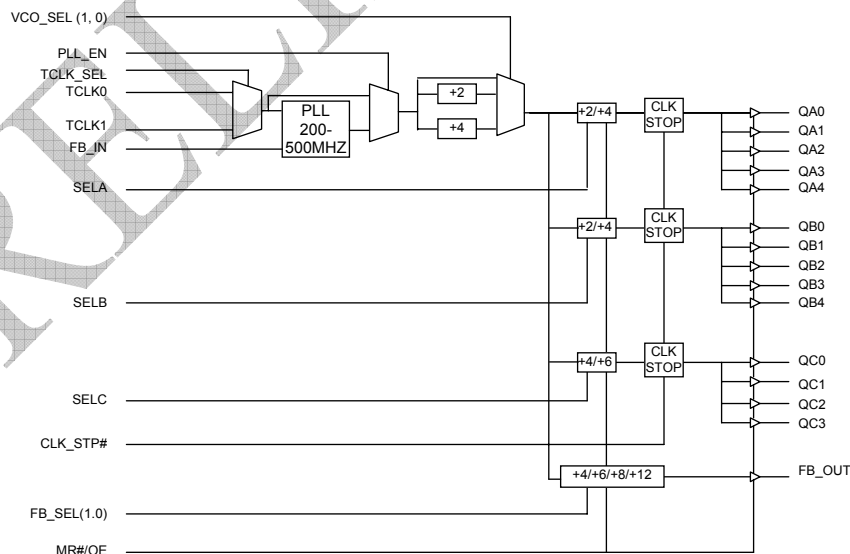 VCO_SEL (1, 0)
PLL_EN
TCLK_SEL
TCLK0
TCLK1
FB_IN
PLL
200-
500MHZ
+2
+4
SELA
+2/+4
CLK
STOP
QA0
QA1
QA2
QA3
QA4
+2/+4
CLK
STOP
QB0
QB1
QB2
QB3
QB4
SELB
+4/+6
CLK
STOP
QC0
QC1
QC2
QC3
SELC
CLK_STP#
+4/+6/+8/+12
FB_OUT
FB_SEL(1.0)
MR#/OE
RELI